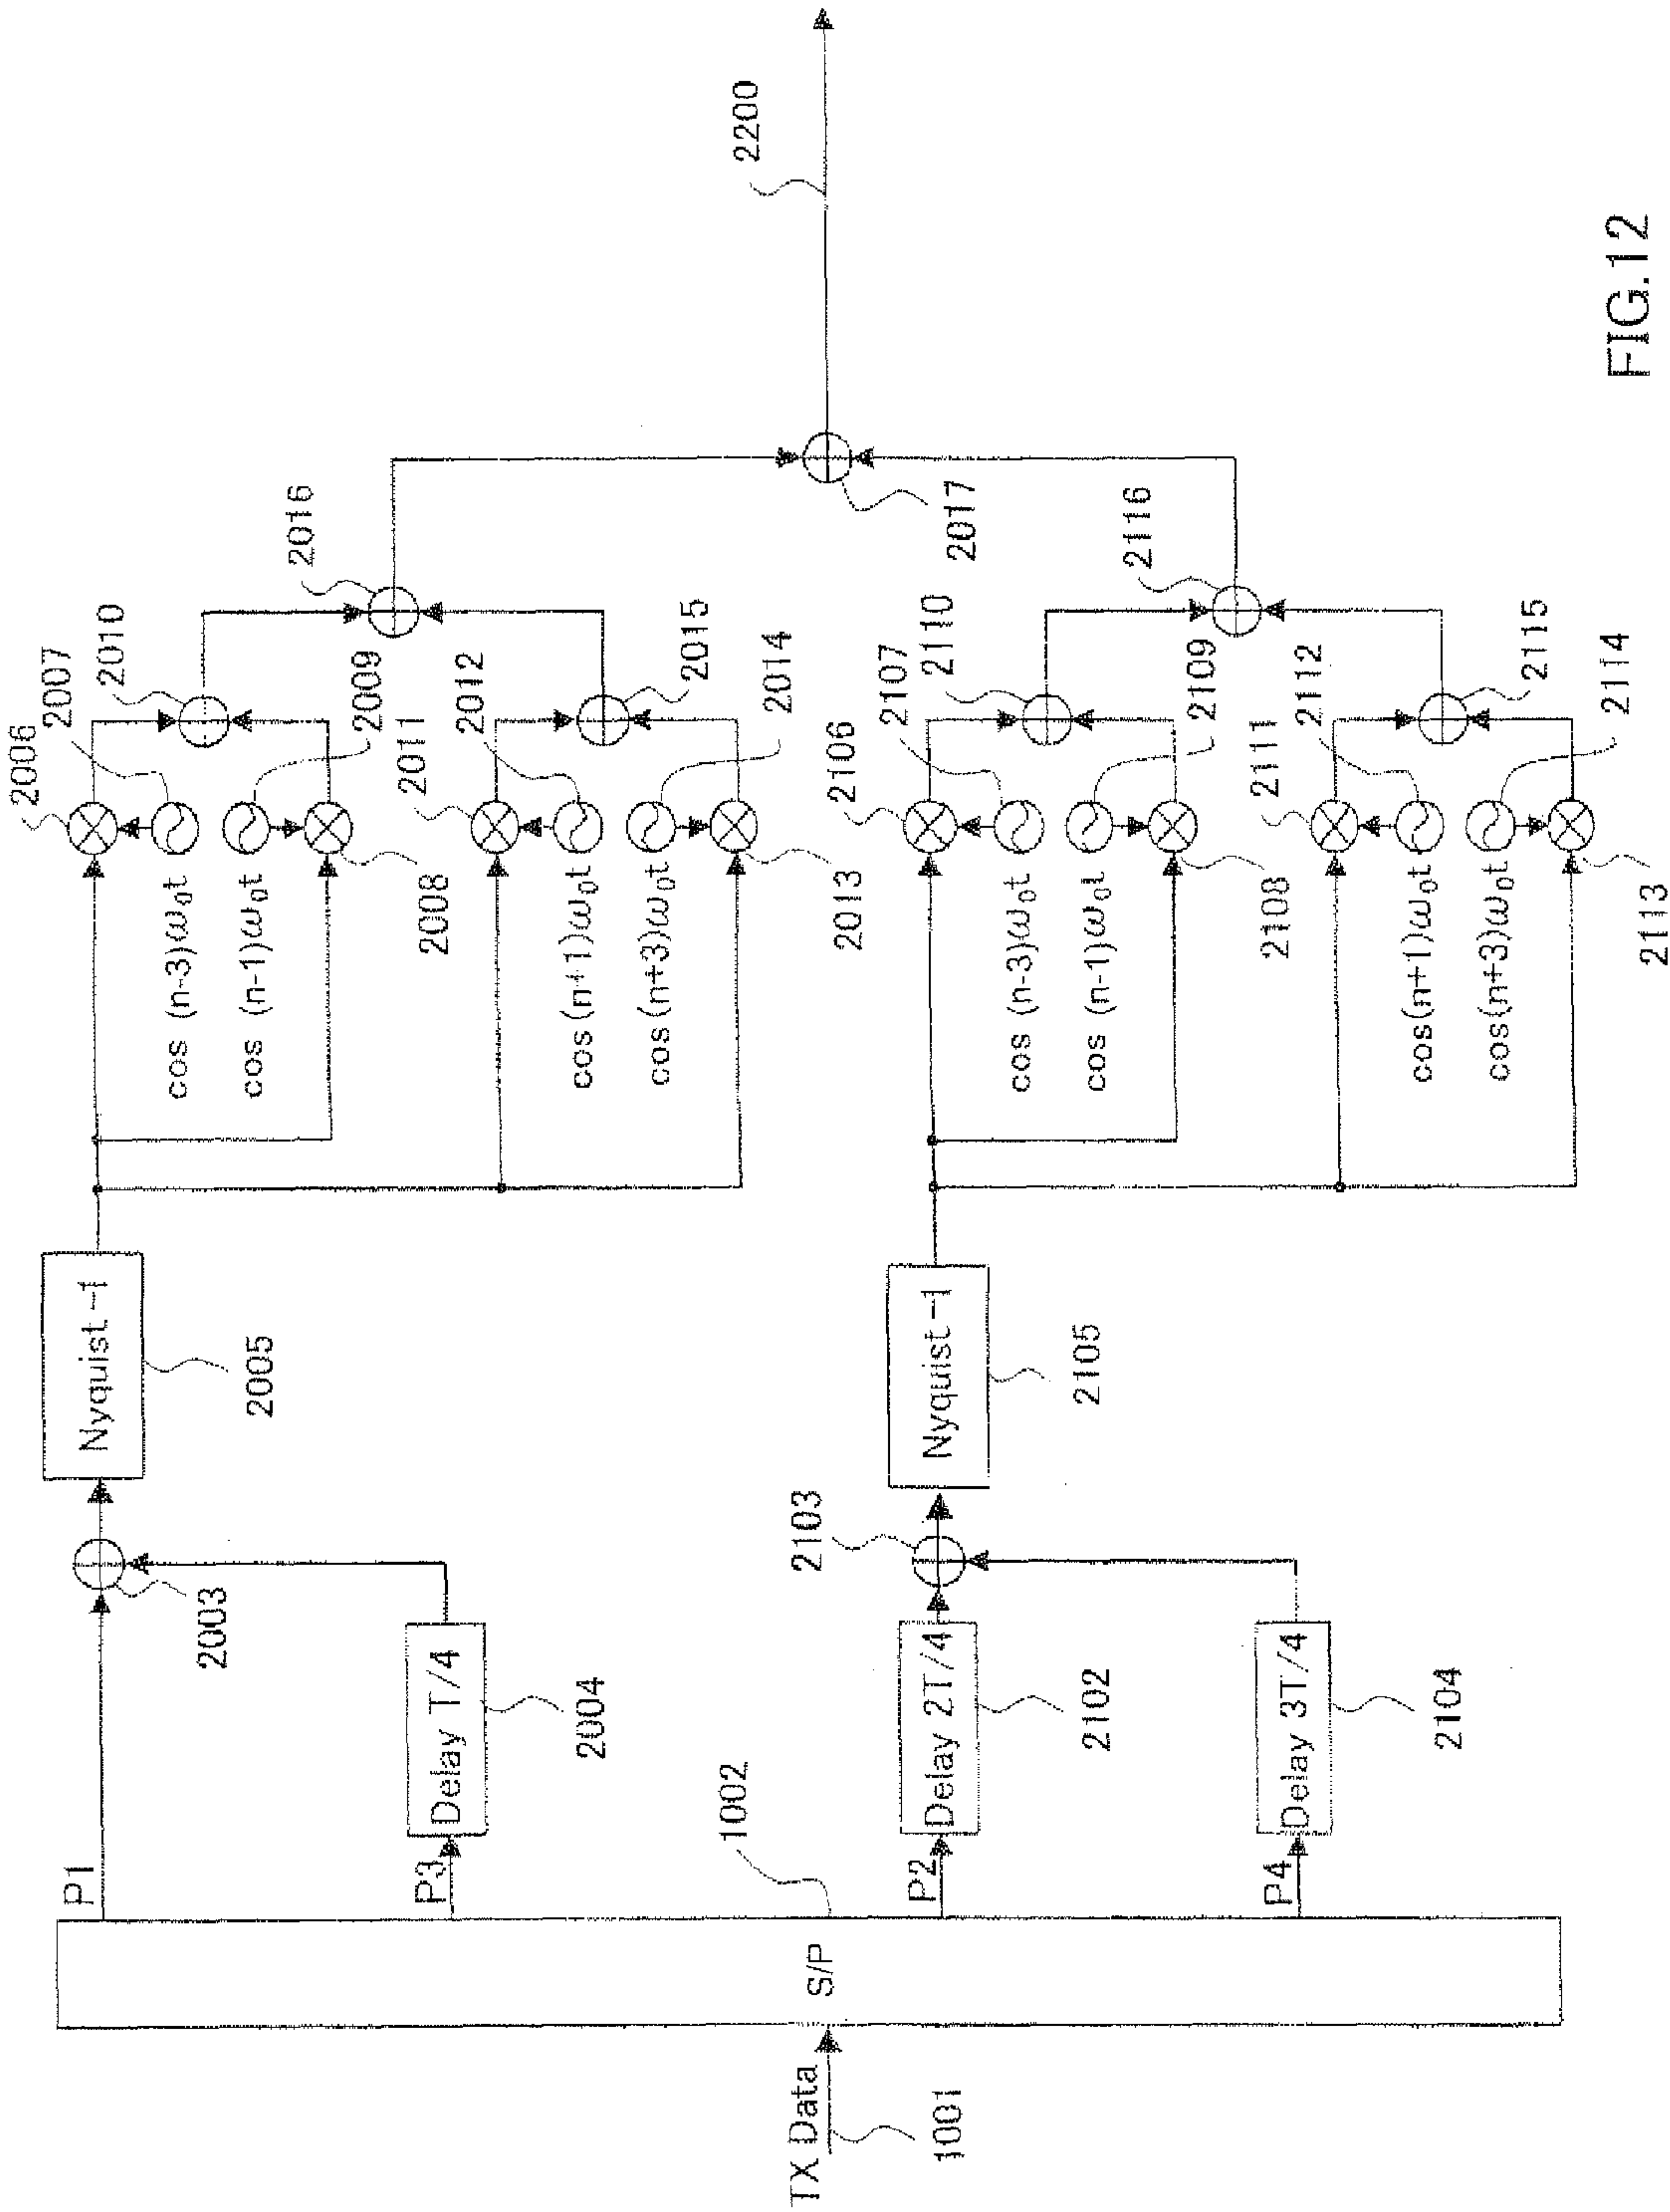 TX Data
1001
S/P
1002
P1
P3
P2
P4
Delay T/4
2004
Delay 2T/4
2102
Delay 3T/4
2104
2003
2103
Nyquist-1
2005
Nyquist-1
2105
2006
2007
2010
cos (n-3)ω₀t
cos (n-1)ω₀t
2009
2008
2011
2012
2015
cos(n+1)ω₀t
cos(n+3)ω₀t
2014
2013
2016
2017
2200
2106
2107
2110
cos (n-3)ω₀t
cos (n-1)ω₀t
2109
2108
2111
2112
2115
cos(n+1)ω₀t
cos(n+3)ω₀t
2114
2113
2116
FIG.12